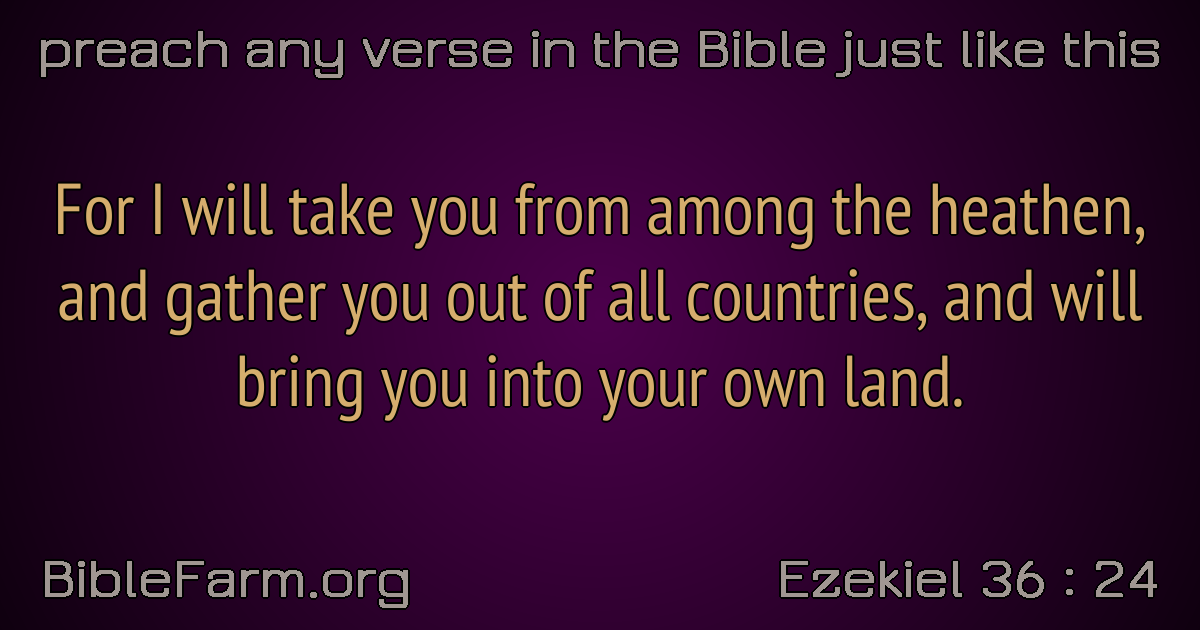 preach any verse in the Bible just like this
For I will take you from among the heathen,
and gather you out of all countries, and will
bring you into your own land.
BibleFarm.org
Ezekiel 36 : 24